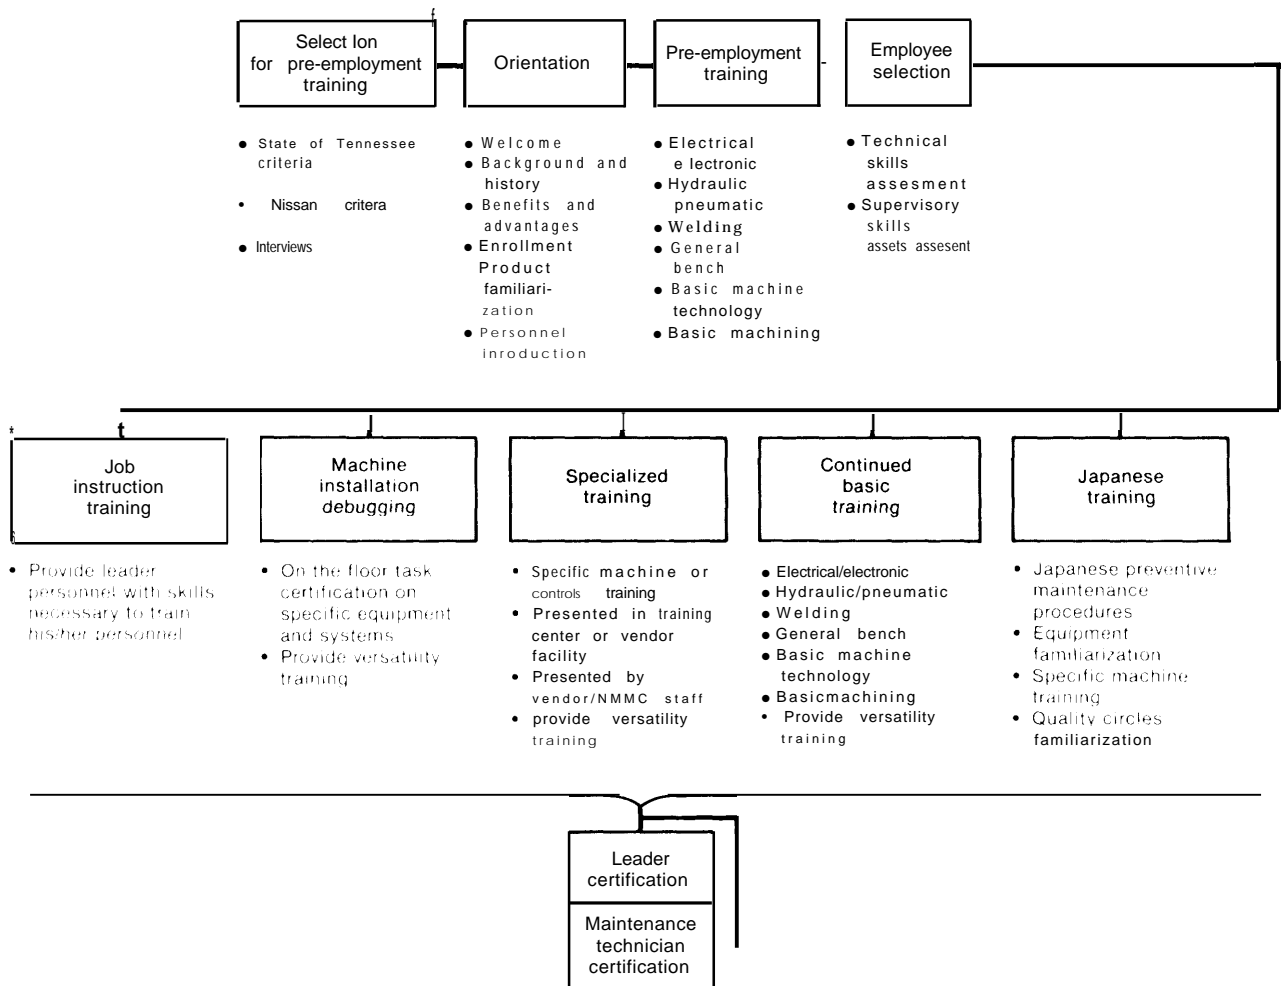 Select Ion
for pre-employment
training
Orientation
Pre-employment
training
Employee
selection
● State of Tennessee
criteria
• Nissan critera
● Interviews
● Welcome
● Background and
history
● Benefits and
advantages
● Enrollment
Product
familiari-
zation
● Personnel
inroduction
● Electrical
e lectronic
● Hydraulic
pneumatic
● Welding
● General
bench
● Basic machine
technology
● Basic machining
● Technical
skills
assesment
● Supervisory
skills
assets assesent
Job
instruction
training
Machine
installation
debugging
Specialized
training
Continued
basic
training
Japanese
training
• Provide leader
personnel with skills
necessary to train
his/her personnel
• On the floor task
certification on
specific equipment
and systems
• Provide versatility
training
• Specific machine or
controls training
• Presented in training
center or vendor
facility
• Presented by
vendor/NMMC staff
• provide versatility
training
● Electrical/electronic
● Hydraulic/pneumatic
● Welding
● General bench
● Basic machine
technology
● Basicmachining
• Provide versatility
training
• Japanese preventive
maintenance
procedures
• Equipment
familiarization
• Specific machine
training
• Quality circles
familiarization
Leader
certification
Maintenance
technician
certification